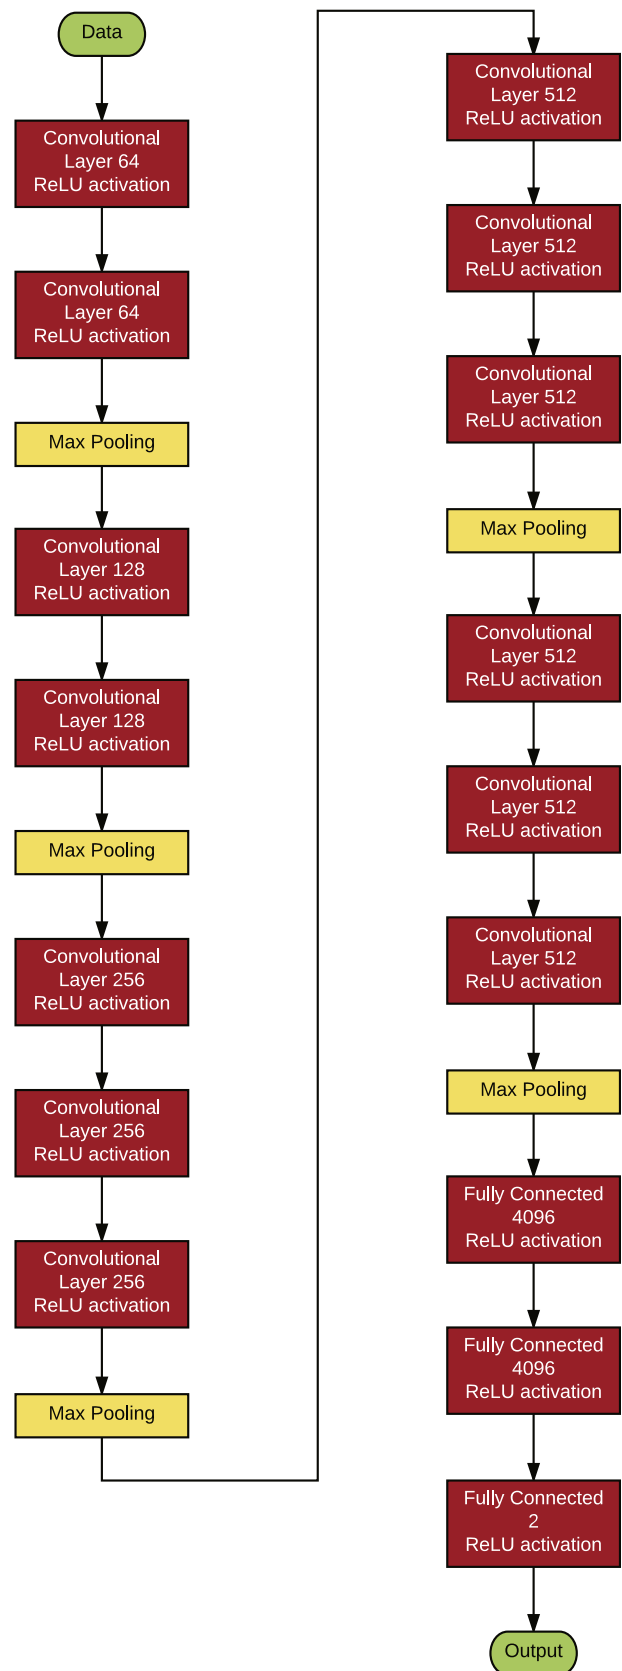 Data
Convolutional
Layer 64
ReLU activation
Convolutional
Layer 64
ReLU activation
Max Pooling
Convolutional
Layer 128
ReLU activation
Convolutional
Layer 128
ReLU activation
Max Pooling
Convolutional
Layer 256
ReLU activation
Convolutional
Layer 256
ReLU activation
Convolutional
Layer 256
ReLU activation
Max Pooling
Convolutional
Layer 512
ReLU activation
Convolutional
Layer 512
ReLU activation
Convolutional
Layer 512
ReLU activation
Max Pooling
Convolutional
Layer 512
ReLU activation
Convolutional
Layer 512
ReLU activation
Convolutional
Layer 512
ReLU activation
Max Pooling
Fully Connected
4096
ReLU activation
Fully Connected
4096
ReLU activation
Fully Connected
2
ReLU activation
Output